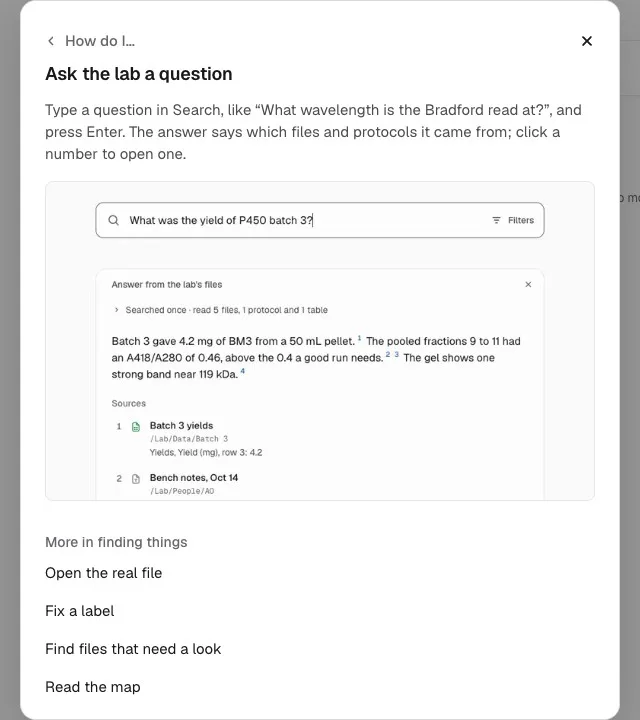 How do I...
Ask the lab a question
Type a question in Search, like “What wavelength is the Bradford read at?”, and
press Enter. The answer says which files and protocols it came from; click a
number to open one.
What was the yield of P450 batch 3?
Filters
Answer from the lab's files
Searched once · read 5 files, 1 protocol and 1 table
Batch 3 gave 4.2 mg of BM3 from a 50 mL pellet. 1 The pooled fractions 9 to 11 had
an A418/A280 of 0.46, above the 0.4 a good run needs. 2 3 The gel shows one
strong band near 119 kDa. 4
Sources
1 Batch 3 yields
/Lab/Data/Batch 3
Yields, Yield (mg), row 3: 4.2
2 Bench notes, Oct 14
/Lab/People/AO
More in finding things
Open the real file
Fix a label
Find files that need a look
Read the map